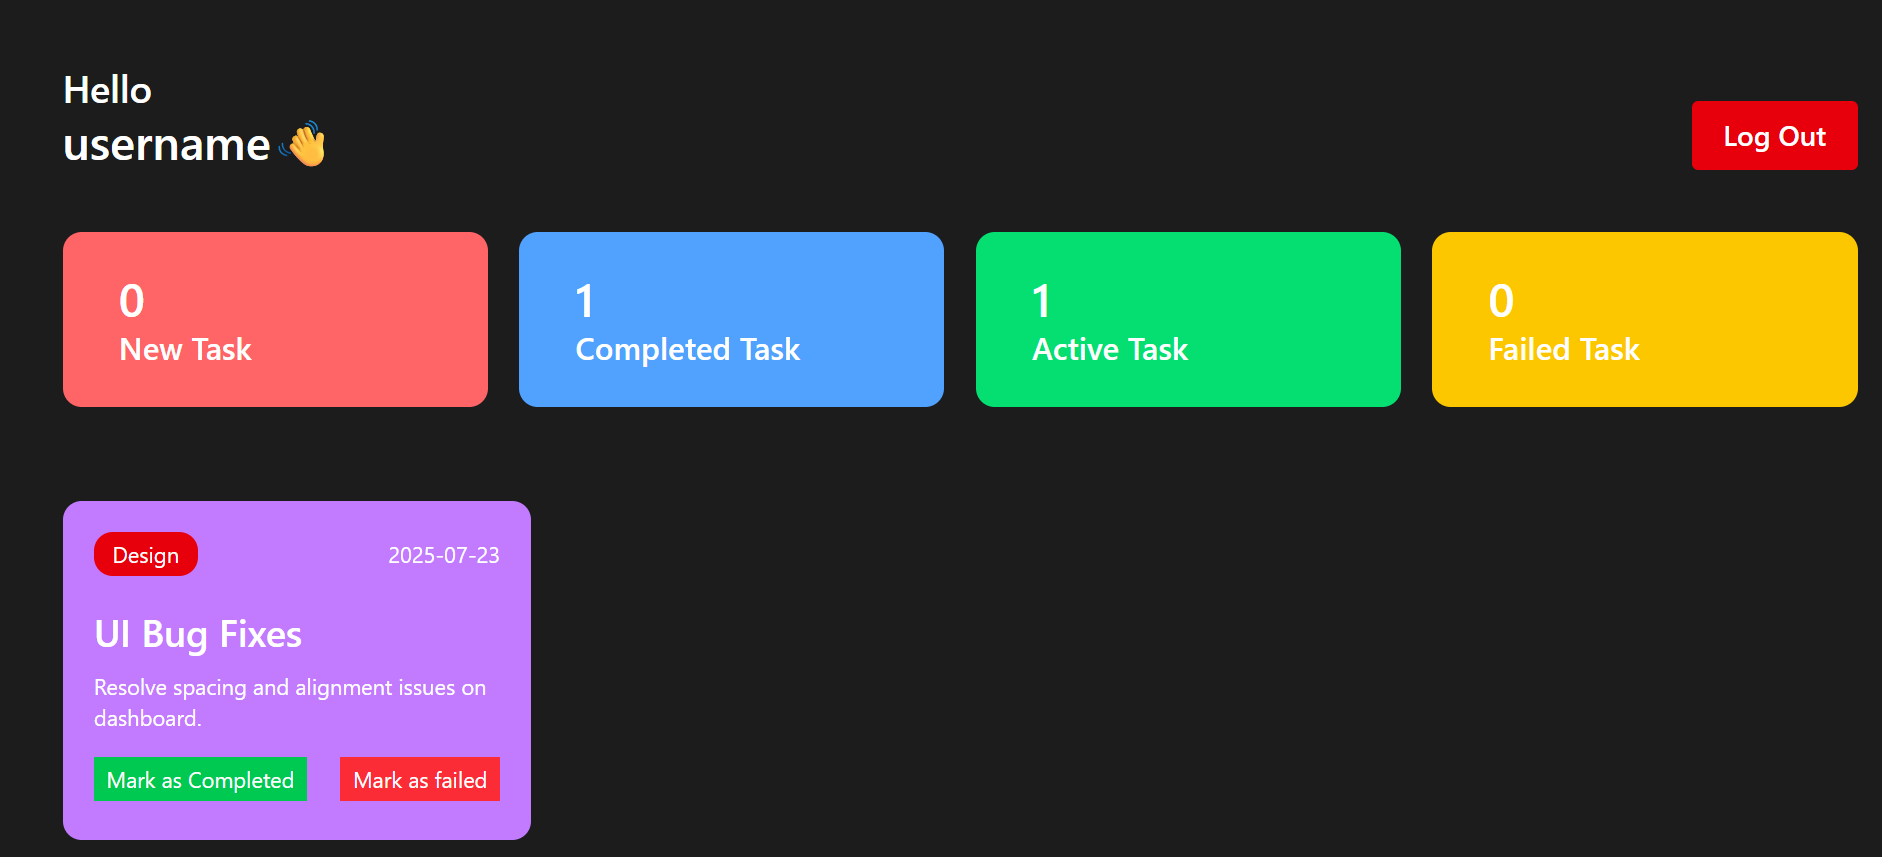 Hello
username 👋
Log Out
0
New Task
1
Completed Task
1
Active Task
0
Failed Task
Design
2025-07-23
UI Bug Fixes
Resolve spacing and alignment issues on
dashboard.
Mark as Completed
Mark as failed